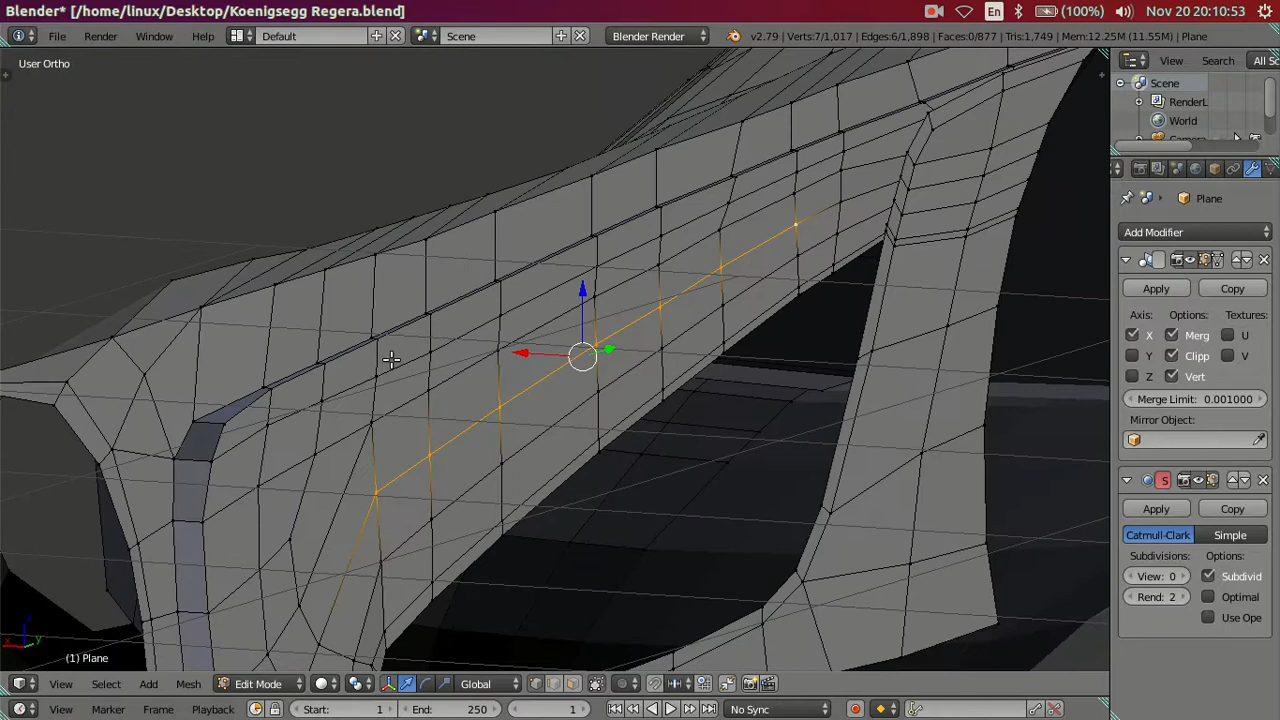 Blender* [/home/linux/Desktop/Koenigsegg Regera.blend]
En
(100%)
Nov 20 20:10:53
File Render Window Help
Default
Scene
Blender Render
v2.79 | Verts:7/1,017 | Edges:6/1,898 | Faces:0/877 | Tris:1,749 | Mem:12.25M (11.55M) | Plane
User Ortho
View Search All Sc
Scene
RenderL
World
Plane
Add Modifier
Apply Copy
Axis: Options: Textures:
X Merg U
Y Clipp V
Z Vert
Merge Limit: 0.001000
Mirror Object:
S
Apply Copy
Catmull-Clark Simple
Subdivisions: Options:
View: 0 Subdivid
Rend: 2 Optimal
Use Ope
z
x y
(1) Plane
View Select Add Mesh Edit Mode Global
View Marker Frame Playback Start: 1 End: 250 1 No Sync